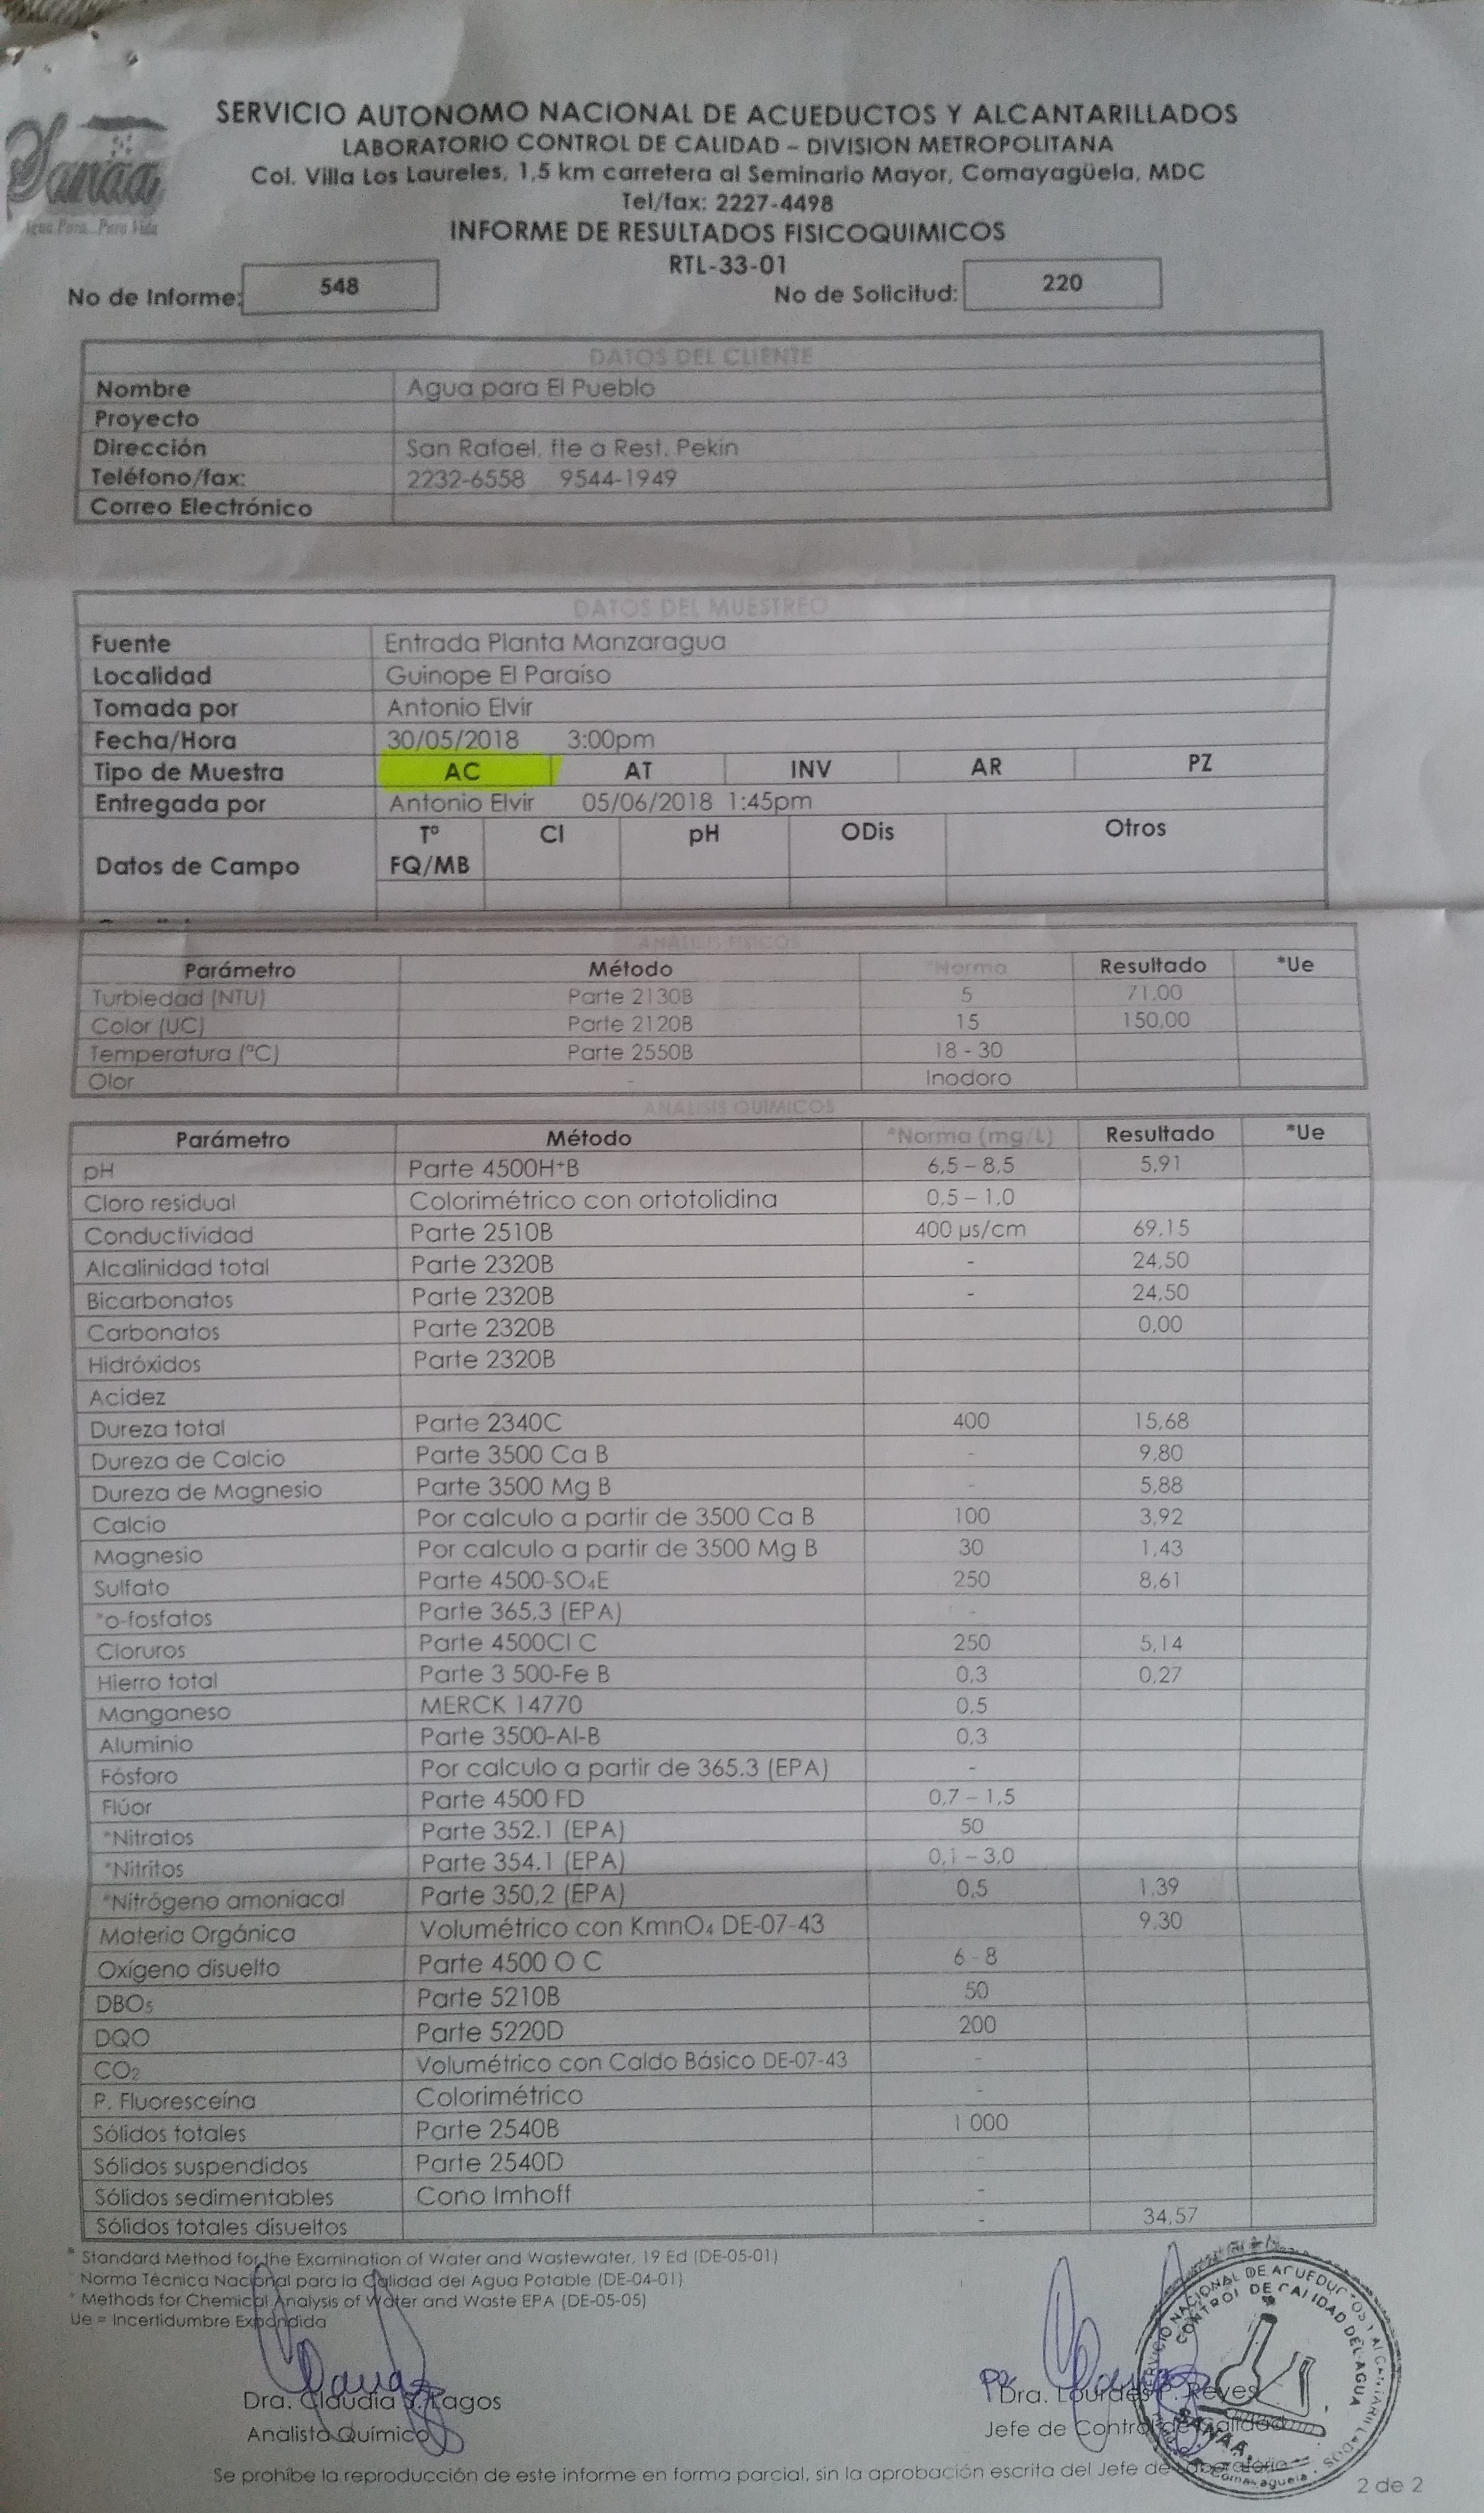 SERVICIO AUTONOMO NACIONAL DE ACUEDUCTOS Y ALCANTARILLADOS
LABORATORIO CONTROL DE CALIDAD – DIVISION METROPOLITANA
Col. Villa Los Laureles, 1,5 km carretera al Seminario Mayor, Comayagüela, MDC
Tel/fax: 2227-4498
INFORME DE RESULTADOS FISICOQUIMICOS
RTL-33-01
Sanaa
Agua Para...Para Vida
No de Informe: 548 No de Solicitud: 220
DATOS DEL CLIENTE
Nombre Agua para El Pueblo
Proyecto
Dirección San Rafael, fte a Rest. Pekin
Teléfono/fax: 2232-6558 9544-1949
Correo Electrónico
DATOS DEL MUESTREO
Fuente Entrada Planta Manzaragua
Localidad Guinope El Paraiso
Tomada por Antonio Elvir
Fecha/Hora 30/05/2018 3:00pm
Tipo de Muestra AC AT INV AR PZ
Entregada por Antonio Elvir 05/06/2018 1:45pm
Datos de Campo Tº FQ/MB Cl pH ODis Otros
ANALISIS FISICOS
Parámetro Método *Norma Resultado *Ue
Turbiedad (NTU) Parte 2130B 5 71,00
Color (UC) Parte 2120B 15 150,00
Temperatura (ºC) Parte 2550B 18 - 30
Olor - Inodoro
ANALISIS QUIMICOS
Parámetro Método *Norma (mg/L) Resultado *Ue
pH Parte 4500H+B 6,5 – 8,5 5,91
Cloro residual Colorimétrico con ortotolidina 0,5 – 1,0
Conductividad Parte 2510B 400 µs/cm 69,15
Alcalinidad total Parte 2320B - 24,50
Bicarbonatos Parte 2320B - 24,50
Carbonatos Parte 2320B 0,00
Hidróxidos Parte 2320B
Acidez
Dureza total Parte 2340C 400 15,68
Dureza de Calcio Parte 3500 Ca B - 9,80
Dureza de Magnesio Parte 3500 Mg B - 5,88
Calcio Por calculo a partir de 3500 Ca B 100 3,92
Magnesio Por calculo a partir de 3500 Mg B 30 1,43
Sulfato Parte 4500-SO₄E 250 8,61
*o-fosfatos Parte 365,3 (EPA) -
Cloruros Parte 4500Cl C 250 5,14
Hierro total Parte 3 500-Fe B 0,3 0,27
Manganeso MERCK 14770 0,5
Aluminio Parte 3500-Al-B 0,3
Fósforo Por calculo a partir de 365.3 (EPA) -
Flúor Parte 4500 FD 0,7 – 1,5
*Nitratos Parte 352.1 (EPA) 50
*Nitritos Parte 354.1 (EPA) 0,1 – 3,0
*Nitrógeno amoniacal Parte 350,2 (EPA) 0,5 1,39
Materia Orgánica Volumétrico con KmnO₄ DE-07-43 9,30
Oxígeno disuelto Parte 4500 O C 6 - 8
DBO₅ Parte 5210B 50
DQO Parte 5220D 200
CO₂ Volumétrico con Caldo Básico DE-07-43 -
P. Fluoresceína Colorimétrico -
Sólidos totales Parte 2540B 1 000
Sólidos suspendidos Parte 2540D -
Sólidos sedimentables Cono Imhoff -
Sólidos totales disueltos - 34,57
* Standard Method for the Examination of Water and Wastewater, 19 Ed (DE-05-01)
Norma Técnica Nacional para la Calidad del Agua Potable (DE-04-01)
* Methods for Chemical Analysis of Water and Waste EPA (DE-05-05)
Ue = Incertidumbre Expandida
Dra. Claudia Lagos
Analista Químico
Dra. Lourdes P. Reyes
Jefe de Control de Calidad
SERVICIO NACIONAL DE ACUEDUCTOS Y ALCANTARILLADOS
CONTROL DE CALIDAD DEL AGUA
SANAA.
Comayaguela
Se prohíbe la reproducción de este informe en forma parcial, sin la aprobación escrita del Jefe de Laboratorio
2 de 2